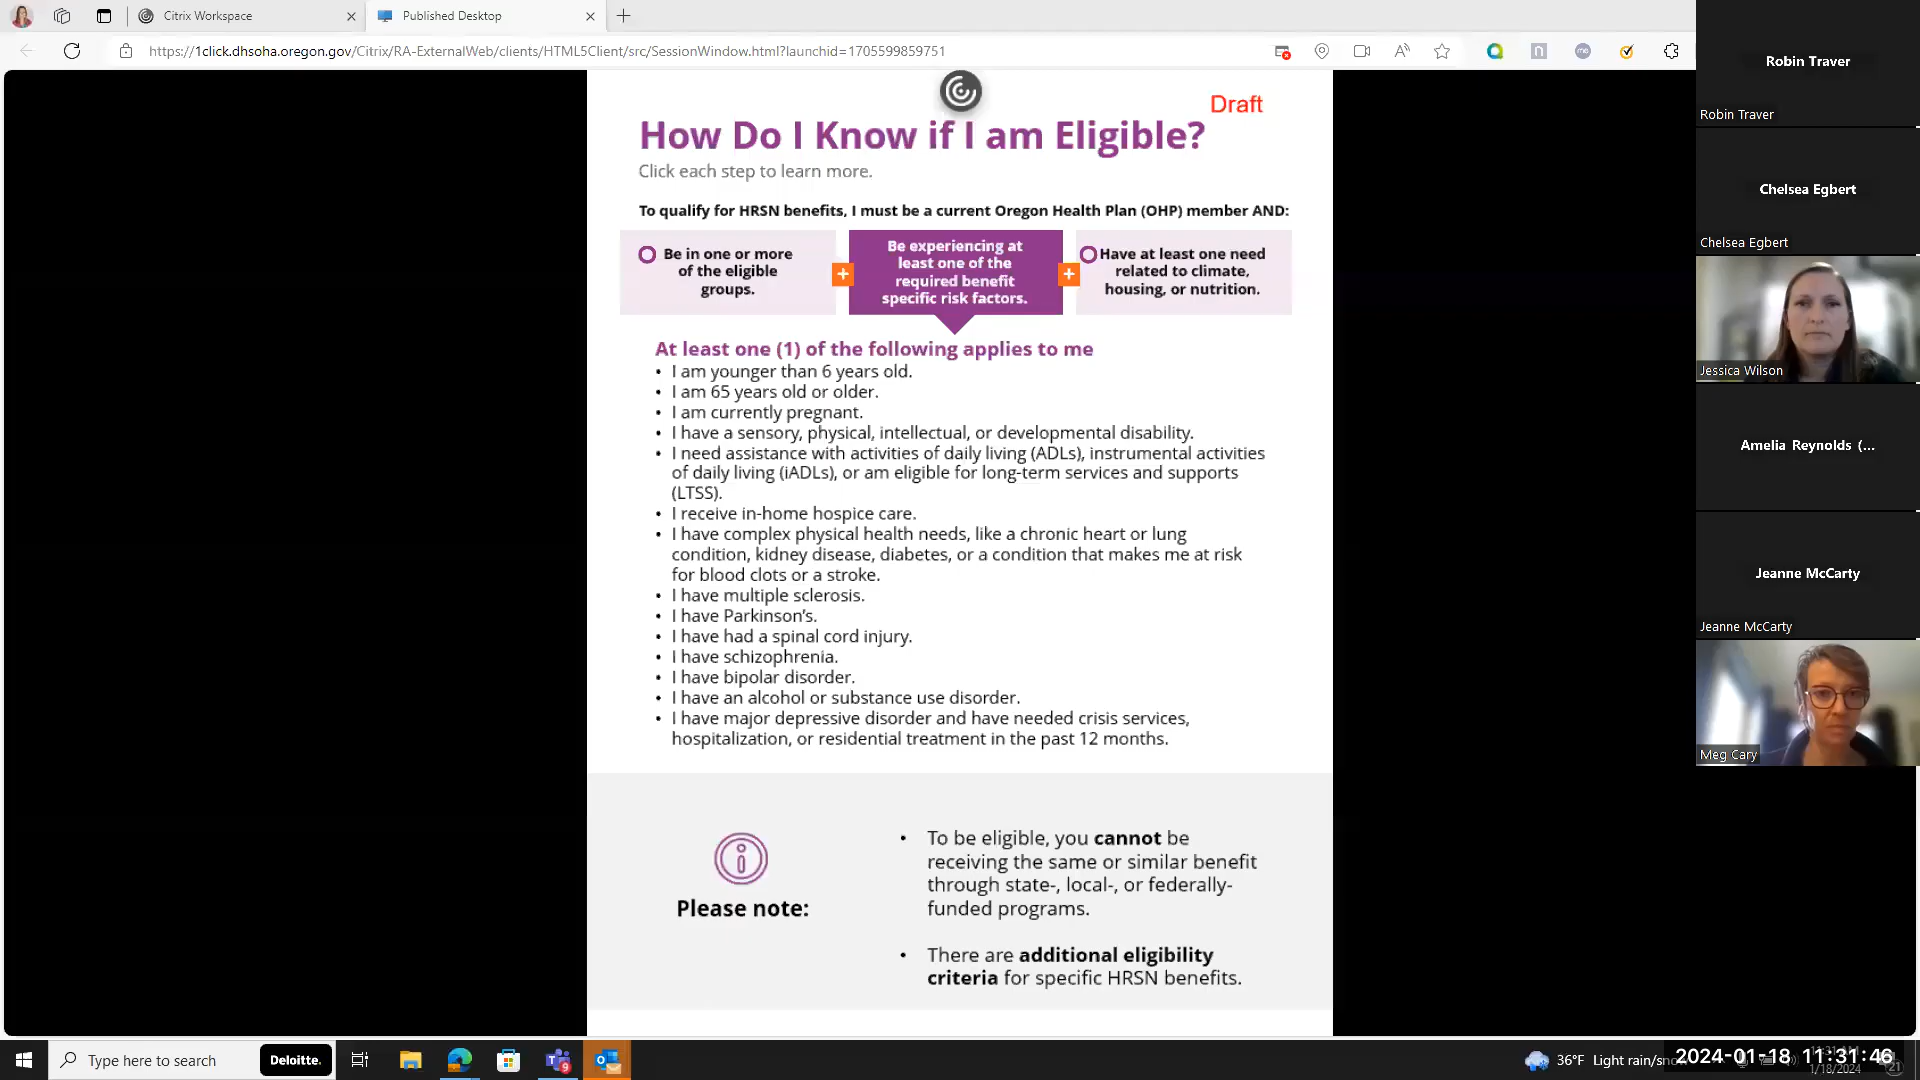 Citrix Workspace
Published Desktop
https://1click.dhsoha.oregon.gov/Citrix/RA-ExternalWeb/clients/HTML5Client/src/SessionWindow.html?launchid=1705599859751
Draft
How Do I Know if I am Eligible?
Click each step to learn more.
To qualify for HRSN benefits, I must be a current Oregon Health Plan (OHP) member AND:
Be in one or more
of the eligible
groups.
+
Be experiencing at
least one of the
required benefit
specific risk factors.
+
Have at least one need
related to climate,
housing, or nutrition.
At least one (1) of the following applies to me
• I am younger than 6 years old.
• I am 65 years old or older.
• I am currently pregnant.
• I have a sensory, physical, intellectual, or developmental disability.
• I need assistance with activities of daily living (ADLs), instrumental activities
of daily living (iADLs), or am eligible for long-term services and supports
(LTSS).
• I receive in-home hospice care.
• I have complex physical health needs, like a chronic heart or lung
condition, kidney disease, diabetes, or a condition that makes me at risk
for blood clots or a stroke.
• I have multiple sclerosis.
• I have Parkinson's.
• I have had a spinal cord injury.
• I have schizophrenia.
• I have bipolar disorder.
• I have an alcohol or substance use disorder.
• I have major depressive disorder and have needed crisis services,
hospitalization, or residential treatment in the past 12 months.
Please note:
• To be eligible, you cannot be
receiving the same or similar benefit
through state-, local-, or federally-
funded programs.
• There are additional eligibility
criteria for specific HRSN benefits.
Robin Traver
Robin Traver
Chelsea Egbert
Chelsea Egbert
Jessica Wilson
Amelia Reynolds (...
Jeanne McCarty
Jeanne McCarty
Meg Cary
Type here to search
Deloitte.
36°F Light rain/sno
2024-01-18 11:31:46
1/18/2024
21